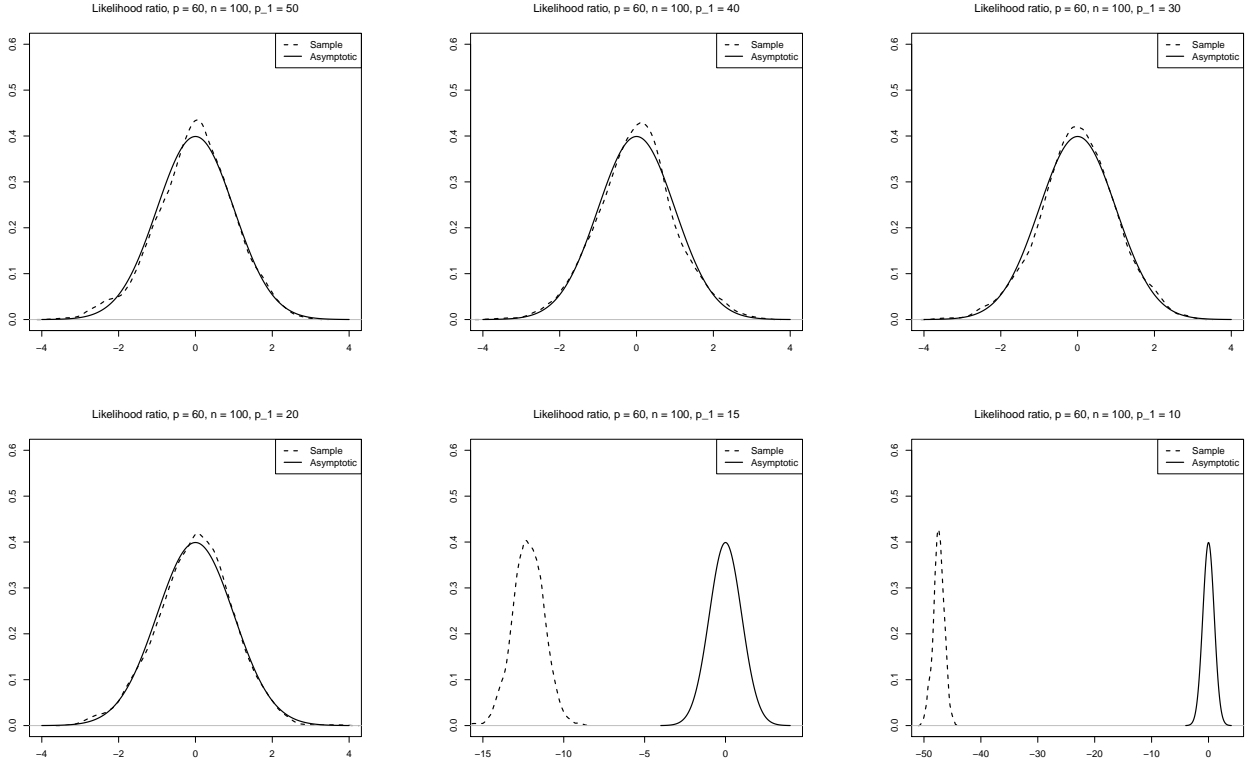 Likelihood ratio, p = 60, n = 100, p_1 = 50
Sample
Asymptotic
0.6
0.5
0.4
0.3
0.2
0.1
0.0
−4 −2 0 2 4
Likelihood ratio, p = 60, n = 100, p_1 = 40
Sample
Asymptotic
0.6
0.5
0.4
0.3
0.2
0.1
0.0
−4 −2 0 2 4
Likelihood ratio, p = 60, n = 100, p_1 = 30
Sample
Asymptotic
0.6
0.5
0.4
0.3
0.2
0.1
0.0
−4 −2 0 2 4
Likelihood ratio, p = 60, n = 100, p_1 = 20
Sample
Asymptotic
0.6
0.5
0.4
0.3
0.2
0.1
0.0
−4 −2 0 2 4
Likelihood ratio, p = 60, n = 100, p_1 = 15
Sample
Asymptotic
0.6
0.5
0.4
0.3
0.2
0.1
0.0
−15 −10 −5 0
Likelihood ratio, p = 60, n = 100, p_1 = 10
Sample
Asymptotic
0.6
0.5
0.4
0.3
0.2
0.1
0.0
−50 −40 −30 −20 −10 0